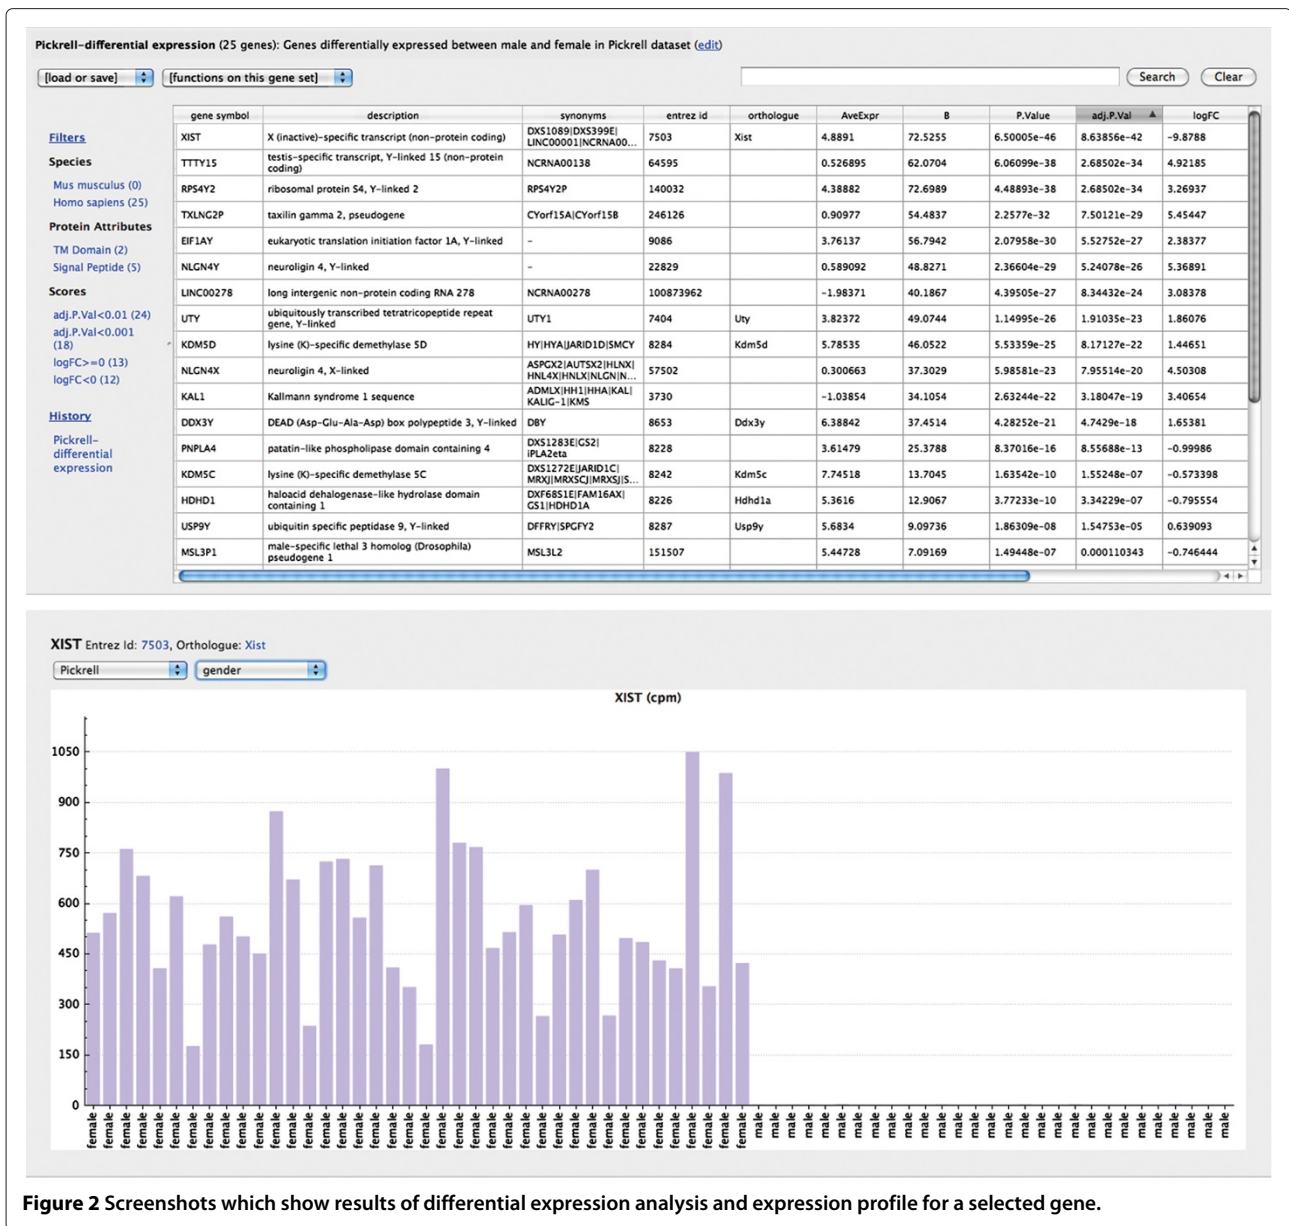 Pickrell-differential expression (25 genes): Genes differentially expressed between male and female in Pickrell dataset (edit)
[load or save] [functions on this gene set] Search Clear
Filters
Species
Mus musculus (0)
Homo sapiens (25)
Protein Attributes
TM Domain (2)
Signal Peptide (5)
Scores
adj.P.Val<0.01 (24)
adj.P.Val<0.001
(18)
logFC>=0 (13)
logFC<0 (12)
History
Pickrell-
differential
expression
gene symbol description synonyms entrez id orthologue AveExpr B P.Value adj.P.Val ▲ logFC
XIST X (inactive)-specific transcript (non-protein coding) DXS1089|DXS399E| LINC00001|NCRNA00... 7503 Xist 4.8891 72.5255 6.50005e-46 8.63856e-42 -9.8788
TTTY15 testis-specific transcript, Y-linked 15 (non-protein coding) NCRNA00138 64595 0.526895 62.0704 6.06099e-38 2.68502e-34 4.92185
RPS4Y2 ribosomal protein S4, Y-linked 2 RPS4Y2P 140032 4.38882 72.6989 4.48893e-38 2.68502e-34 3.26937
TXLNG2P taxilin gamma 2, pseudogene CYorf15A|CYorf15B 246126 0.90977 54.4837 2.2577e-32 7.50121e-29 5.45447
EIF1AY eukaryotic translation initiation factor 1A, Y-linked - 9086 3.76137 56.7942 2.07958e-30 5.52752e-27 2.38377
NLGN4Y neuroligin 4, Y-linked - 22829 0.589092 48.8271 2.36604e-29 5.24078e-26 5.36891
LINC00278 long intergenic non-protein coding RNA 278 NCRNA00278 100873962 -1.98371 40.1867 4.39505e-27 8.34432e-24 3.08378
UTY ubiquitously transcribed tetratricopeptide repeat gene, Y-linked UTY1 7404 Uty 3.82372 49.0744 1.14995e-26 1.91035e-23 1.86076
KDM5D lysine (K)-specific demethylase 5D HY|HYA|JARID1D|SMCY 8284 Kdm5d 5.78535 46.0522 5.53359e-25 8.17127e-22 1.44651
NLGN4X neuroligin 4, X-linked ASPGX2|AUTSX2|HLNX| HNL4X|HNLX|NLGN|N... 57502 0.300663 37.3029 5.98581e-23 7.95514e-20 4.50308
KAL1 Kallmann syndrome 1 sequence ADMLX|HH1|HHA|KAL| KALIG-1|KMS 3730 -1.03854 34.1054 2.63244e-22 3.18047e-19 3.40654
DDX3Y DEAD (Asp-Glu-Ala-Asp) box polypeptide 3, Y-linked DBY 8653 Ddx3y 6.38842 37.4514 4.28252e-21 4.7429e-18 1.65381
PNPLA4 patatin-like phospholipase domain containing 4 DXS1283E|GS2| iPLA2eta 8228 3.61479 25.3788 8.37016e-16 8.55688e-13 -0.99986
KDM5C lysine (K)-specific demethylase 5C DXS1272E|JARID1C| MRXJ|MRXSCJ|MRXSJ|S... 8242 Kdm5c 7.74518 13.7045 1.63542e-10 1.55248e-07 -0.573398
HDHD1 haloacid dehalogenase-like hydrolase domain containing 1 DXF68S1E|FAM16AX| GS1|HDHD1A 8226 Hdhd1a 5.3616 12.9067 3.77233e-10 3.34229e-07 -0.795554
USP9Y ubiquitin specific peptidase 9, Y-linked DFFRY|SPGFY2 8287 Usp9y 5.6834 9.09736 1.86309e-08 1.54753e-05 0.639093
MSL3P1 male-specific lethal 3 homolog (Drosophila) pseudogene 1 MSL3L2 151507 5.44728 7.09169 1.49448e-07 0.000110343 -0.746444
XIST Entrez Id: 7503, Orthologue: Xist
Pickrell gender
XIST (cpm)
1050
900
750
600
450
300
150
0
female female female female female female female female female female female female female female female female female female female female female female female female female female female female female female female female female female female female female female female female male male male male male male male male male male male male male male male male male male male male male male male male male male male male male
Figure 2 Screenshots which show results of differential expression analysis and expression profile for a selected gene.